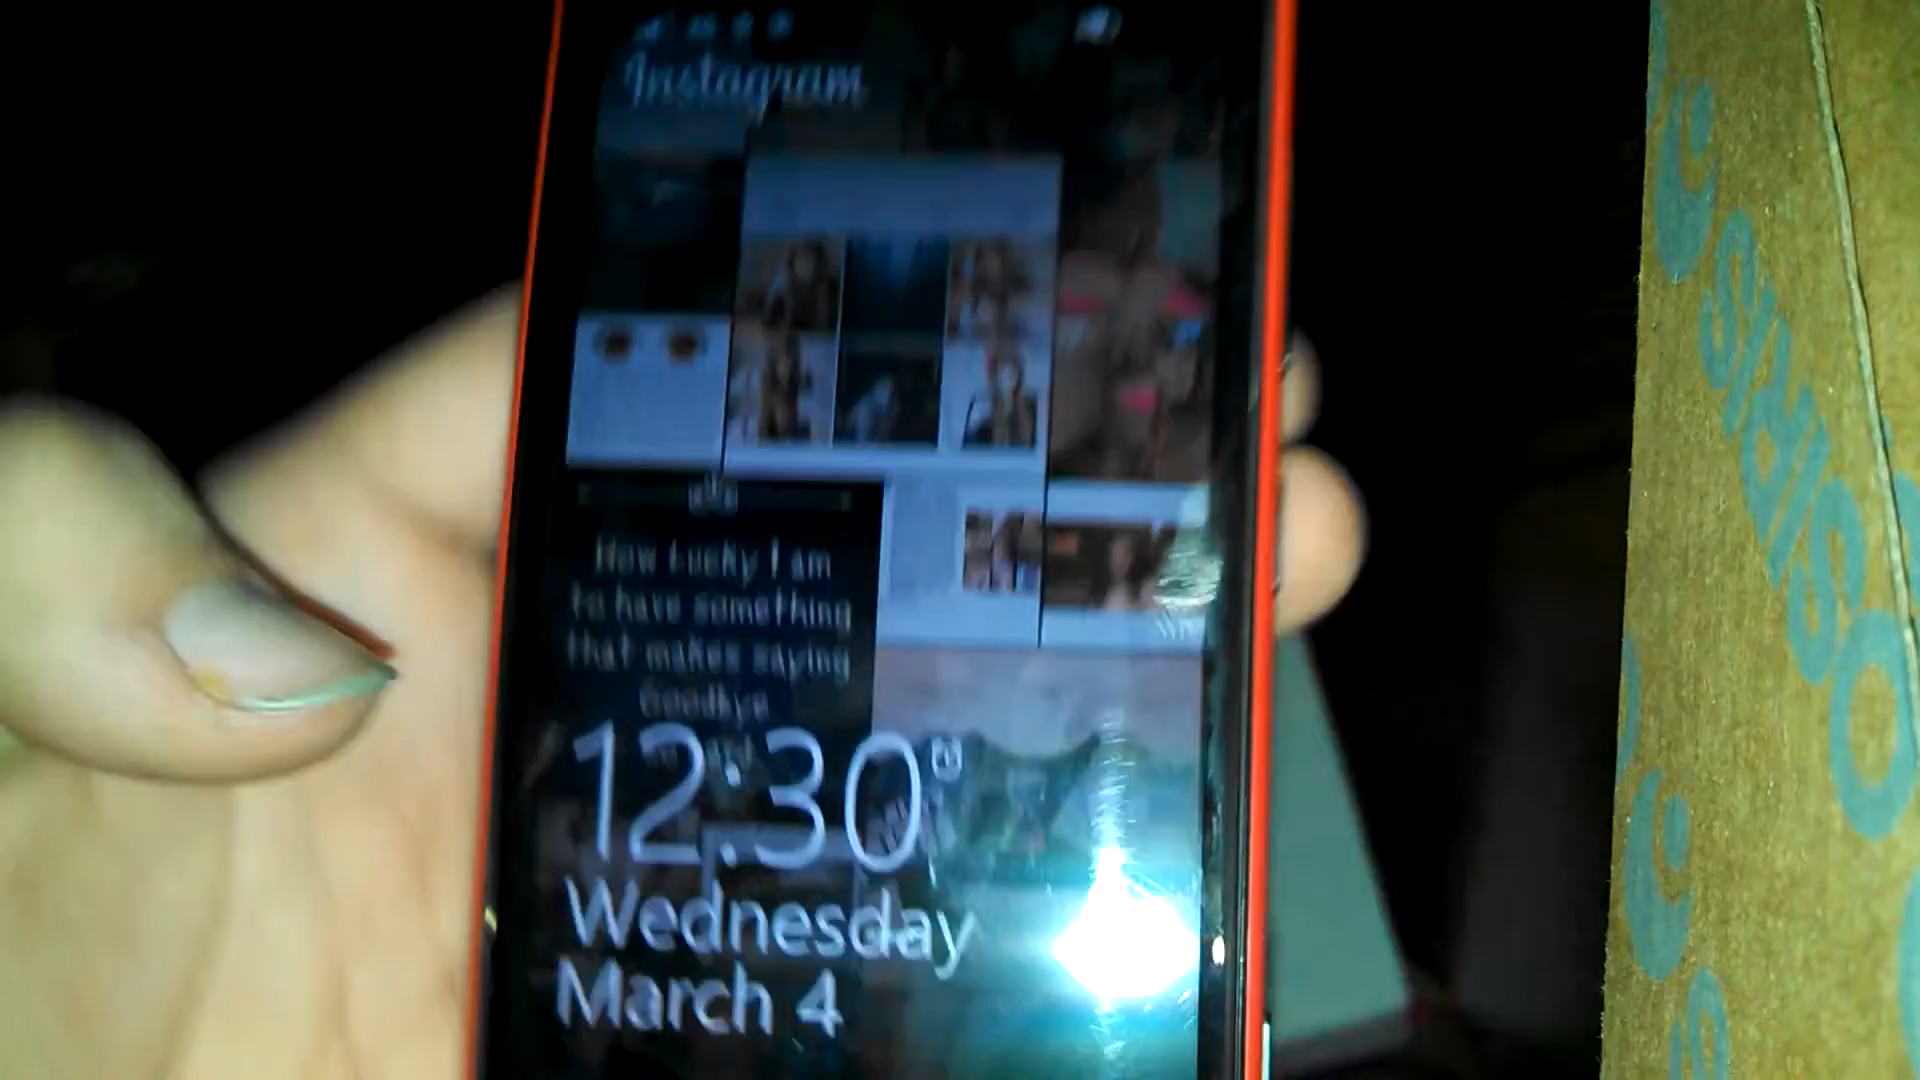 Instagram
How Lucky I am
to have something
that makes saying
Goodbye
12:30
Wednesday
March 4